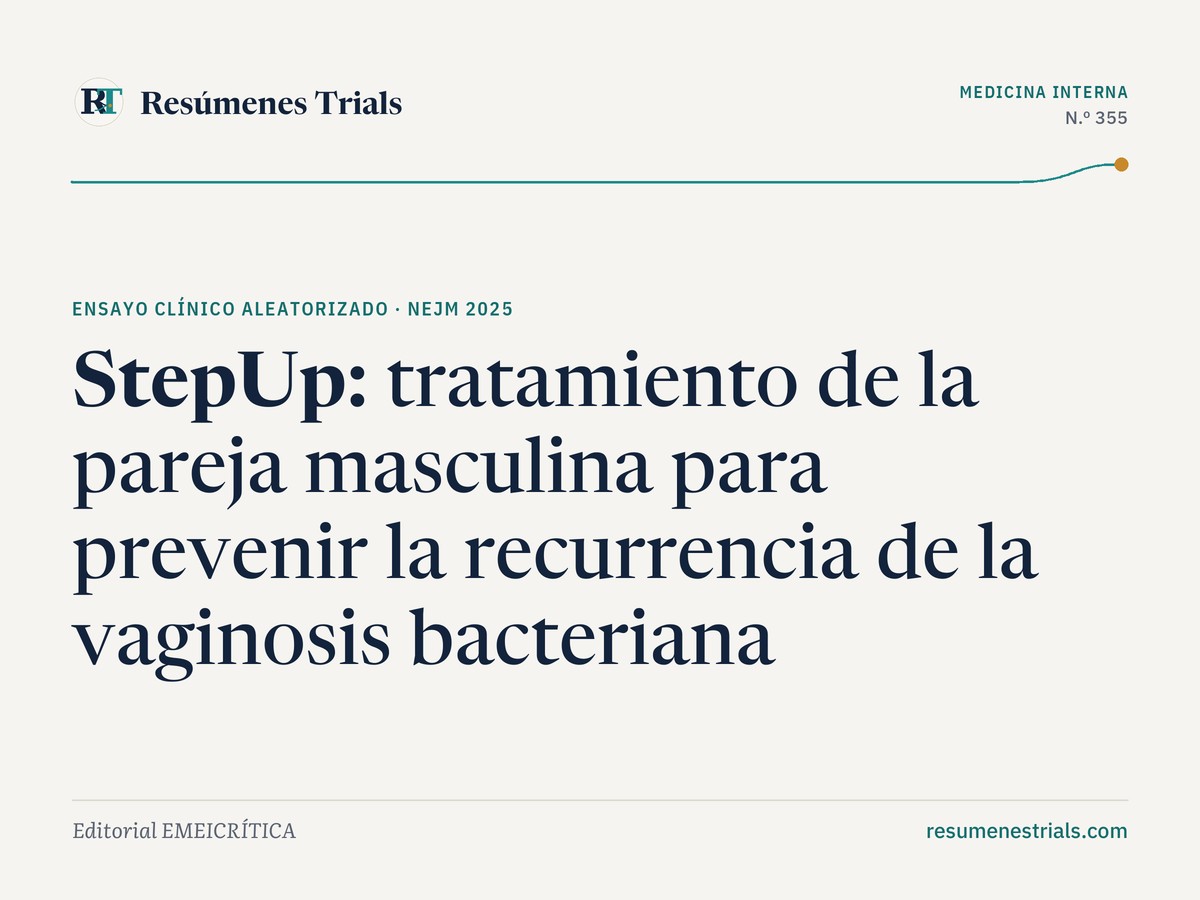 RT Resúmenes Trials
MEDICINA INTERNA
N.º 355
ENSAYO CLÍNICO ALEATORIZADO · NEJM 2025
StepUp: tratamiento de la
pareja masculina para
prevenir la recurrencia de la
vaginosis bacteriana
Editorial EMEICRÍTICA
resumenestrials.com